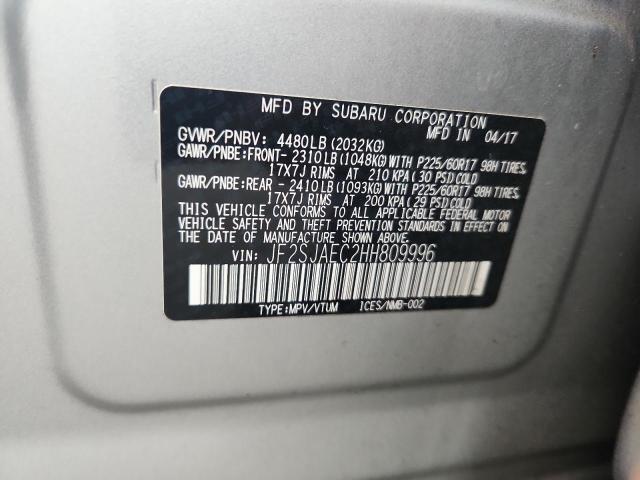 MFD BY SUBARU CORPORATION
MFD IN 04/17
GVWR/PNBV: 4480LB(2032KG)
GAWR/PNBE:FRONT- 2310LB(1048KG)WITH P225/60R17 98H TIRES,
17X7J RIMS AT 210 KPA(30 PSI)COLD
GAWR/PNBE:REAR - 2410LB(1093KG)WITH P225/60R17 98H TIRES,
17X7J RIMS AT 200 KPA(29 PSI)COLD
THIS VEHICLE CONFORMS TO ALL APPLICABLE FEDERAL MOTOR
VEHICLE SAFETY AND THEFT PREVENTION STANDARDS IN EFFECT ON
THE DATE OF MANUFACTURE SHOWN ABOVE.
VIN: JF2SJAEC2HH809996
TYPE:MPV/VTUM ICES/NMB-002